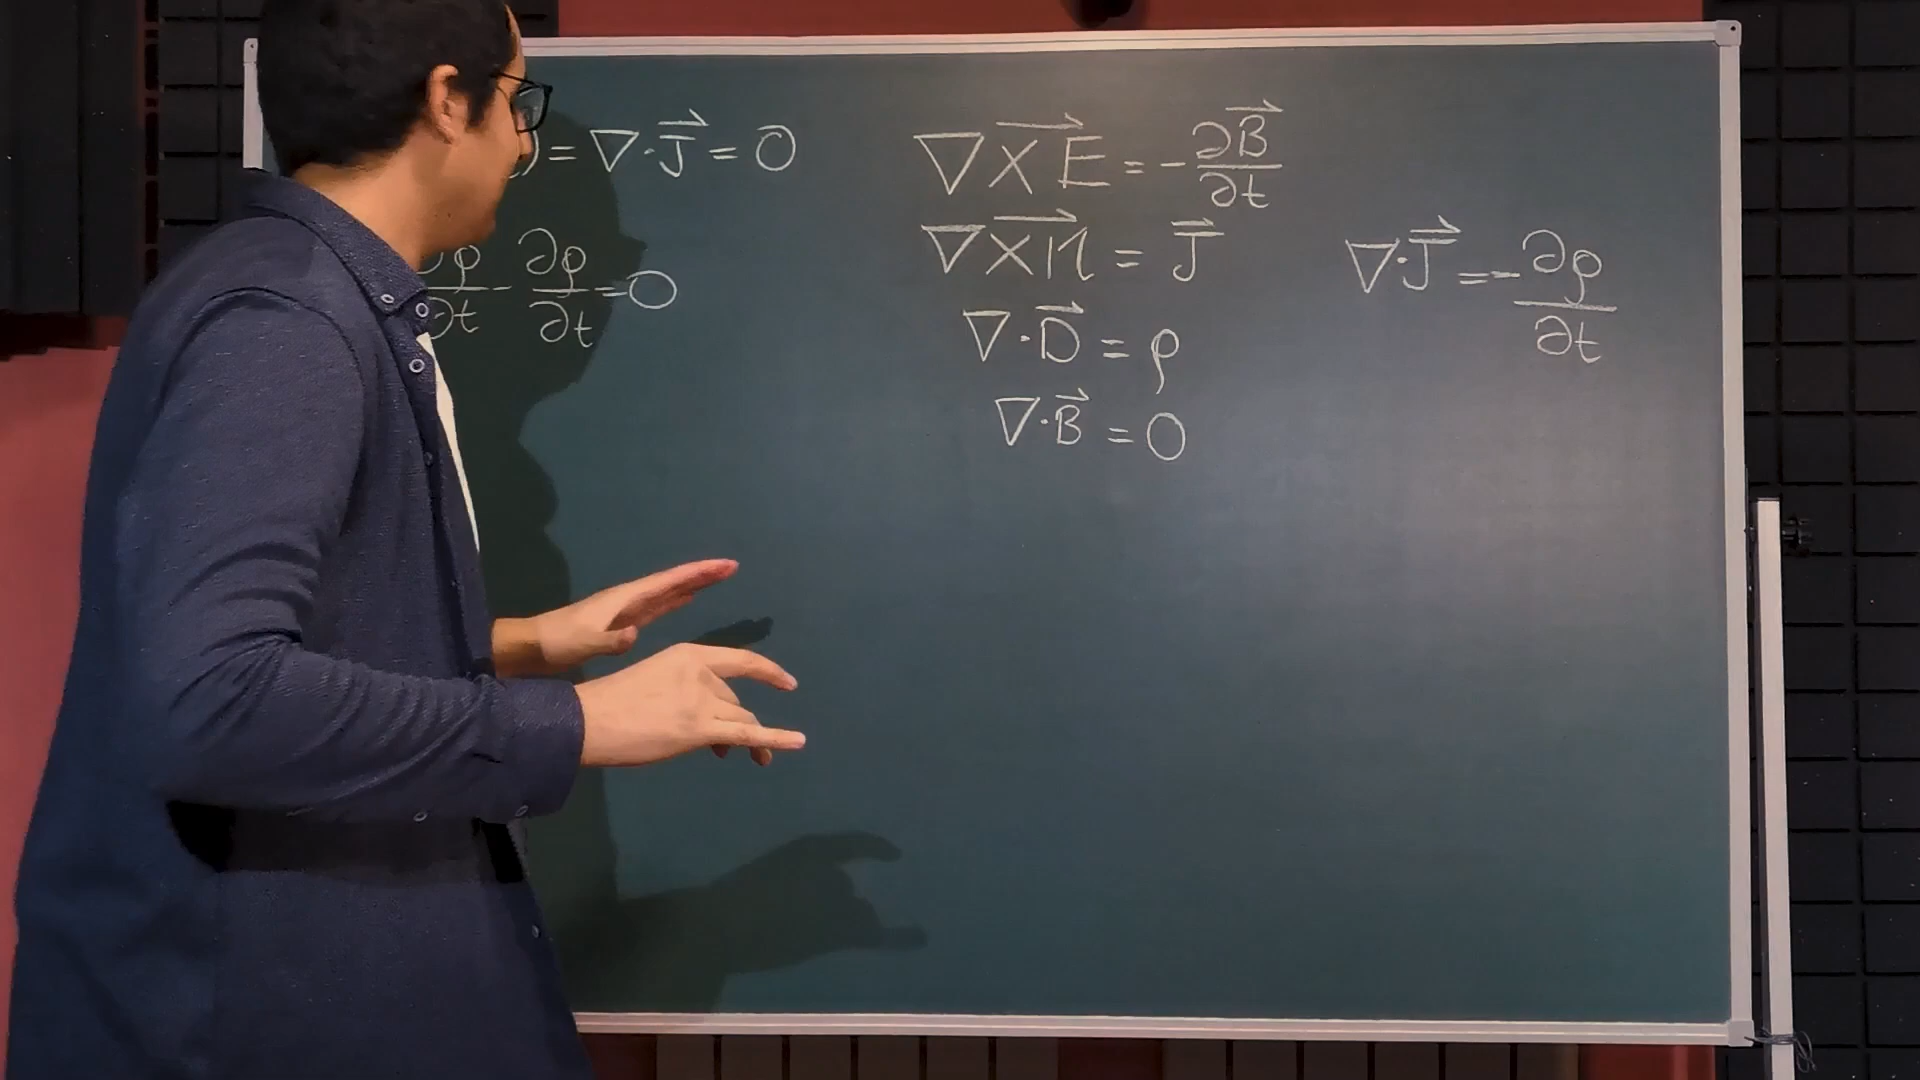 ) = ∇·J⃗ = 0
∂ρ/∂t - ∂ρ/∂t = 0
∇×E⃗ = -∂B⃗/∂t
∇×H⃗ = J⃗
∇·D⃗ = ρ
∇·B⃗ = 0
∇·J⃗ = -∂ρ/∂t